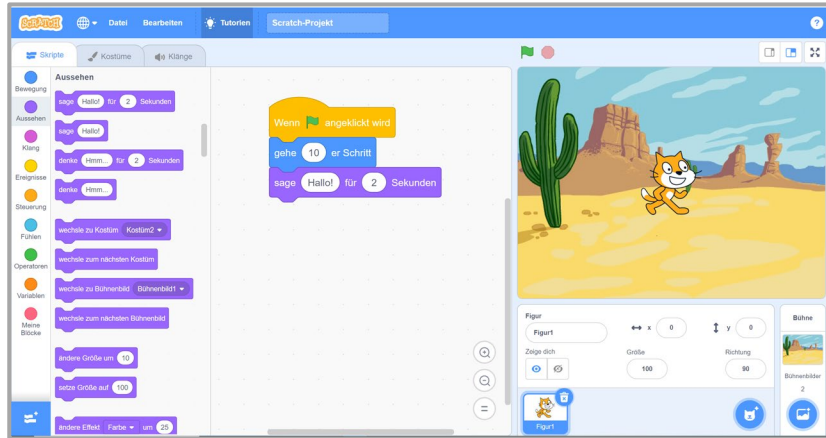 SCRATCH
Datei
Bearbeiten
Tutorien
Scratch-Projekt
?
Skripte
Kostüme
Klänge
Bewegung
Aussehen
Klang
Ereignisse
Steuerung
Fühlen
Operatoren
Variablen
Meine
Blöcke
Aussehen
sage Hallo! für 2 Sekunden
sage Hallo!
denke Hmm... für 2 Sekunden
denke Hmm...
wechsle zu Kostüm Kostüm2
wechsle zum nächsten Kostüm
wechsle zu Bühnenbild Bühnenbild1
wechsle zum nächsten Bühnenbild
ändere Größe um 10
setze Größe auf 100
ändere Effekt Farbe um 25
Wenn angeklickt wird
gehe 10 er Schritt
sage Hallo! für 2 Sekunden
Figur
Figur1
x 0
y 0
Zeige dich
Größe
100
Richtung
90
Figur1
Bühne
Bühnenbilder
2